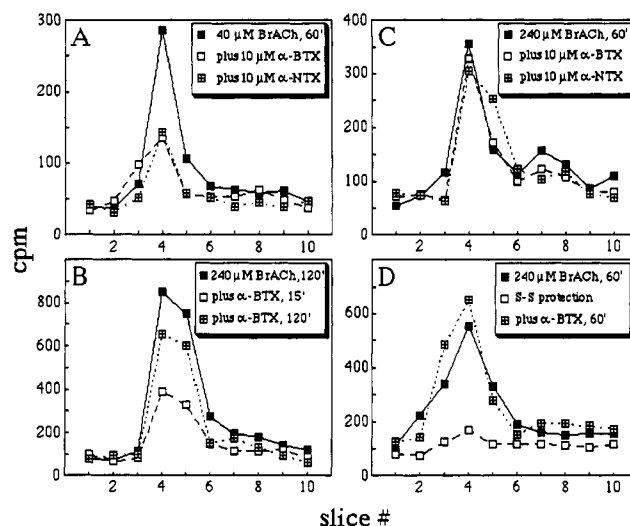 A
40 μM BrACh, 60'
plus 10 μM α-BTX
plus 10 μM α-NTX
300
200
100
0
2
4
6
8
10
C
240 μM BrACh, 60'
plus 10 μM α-BTX
plus 10 μM α-NTX
400
300
200
100
0
2
4
6
8
10
cpm
B
240 μM BrACh, 120'
plus α-BTX, 15'
plus α-BTX, 120'
800
600
400
200
0
2
4
6
8
10
D
240 μM BrACh, 60'
S-S protection
plus α-BTX, 60'
600
400
200
0
2
4
6
8
10
slice #